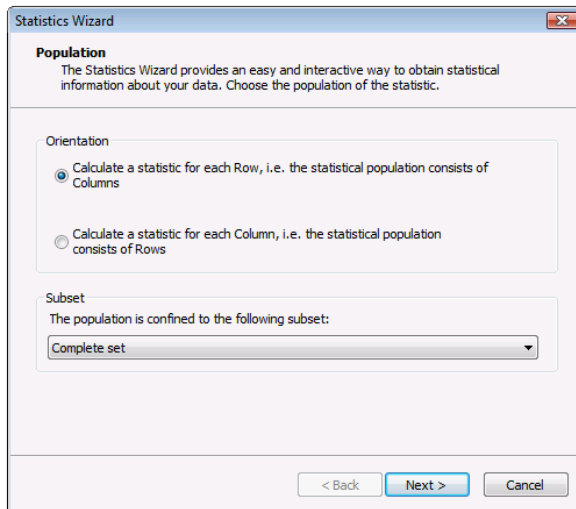 Statistics Wizard
Population
The Statistics Wizard provides an easy and interactive way to obtain statistical
information about your data. Choose the population of the statistic.
Orientation
Calculate a statistic for each Row, i.e. the statistical population consists of
Columns
Calculate a statistic for each Column, i.e. the statistical population
consists of Rows
Subset
The population is confined to the following subset:
Complete set
< Back
Next >
Cancel